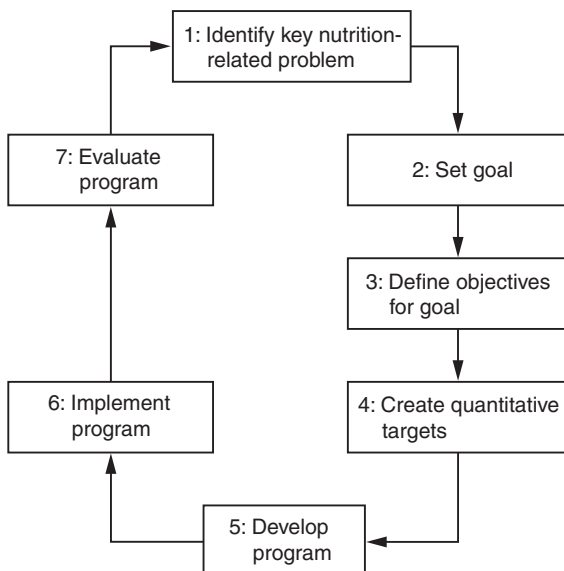 1: Identify key nutrition-
related problem
2: Set goal
3: Define objectives
for goal
4: Create quantitative
targets
5: Develop
program
6: Implement
program
7: Evaluate
program